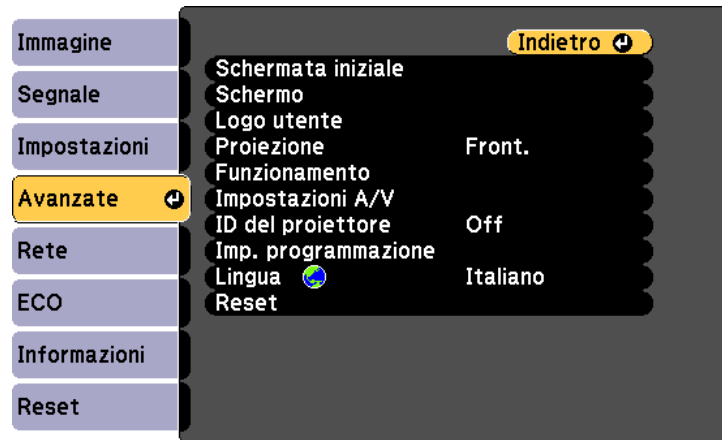 Immagine
Segnale
Impostazioni
Avanzate
Rete
ECO
Informazioni
Reset
Indietro
Schermata iniziale
Schermo
Logo utente
Proiezione Front.
Funzionamento
Impostazioni A/V
ID del proiettore Off
Imp. programmazione
Lingua Italiano
Reset